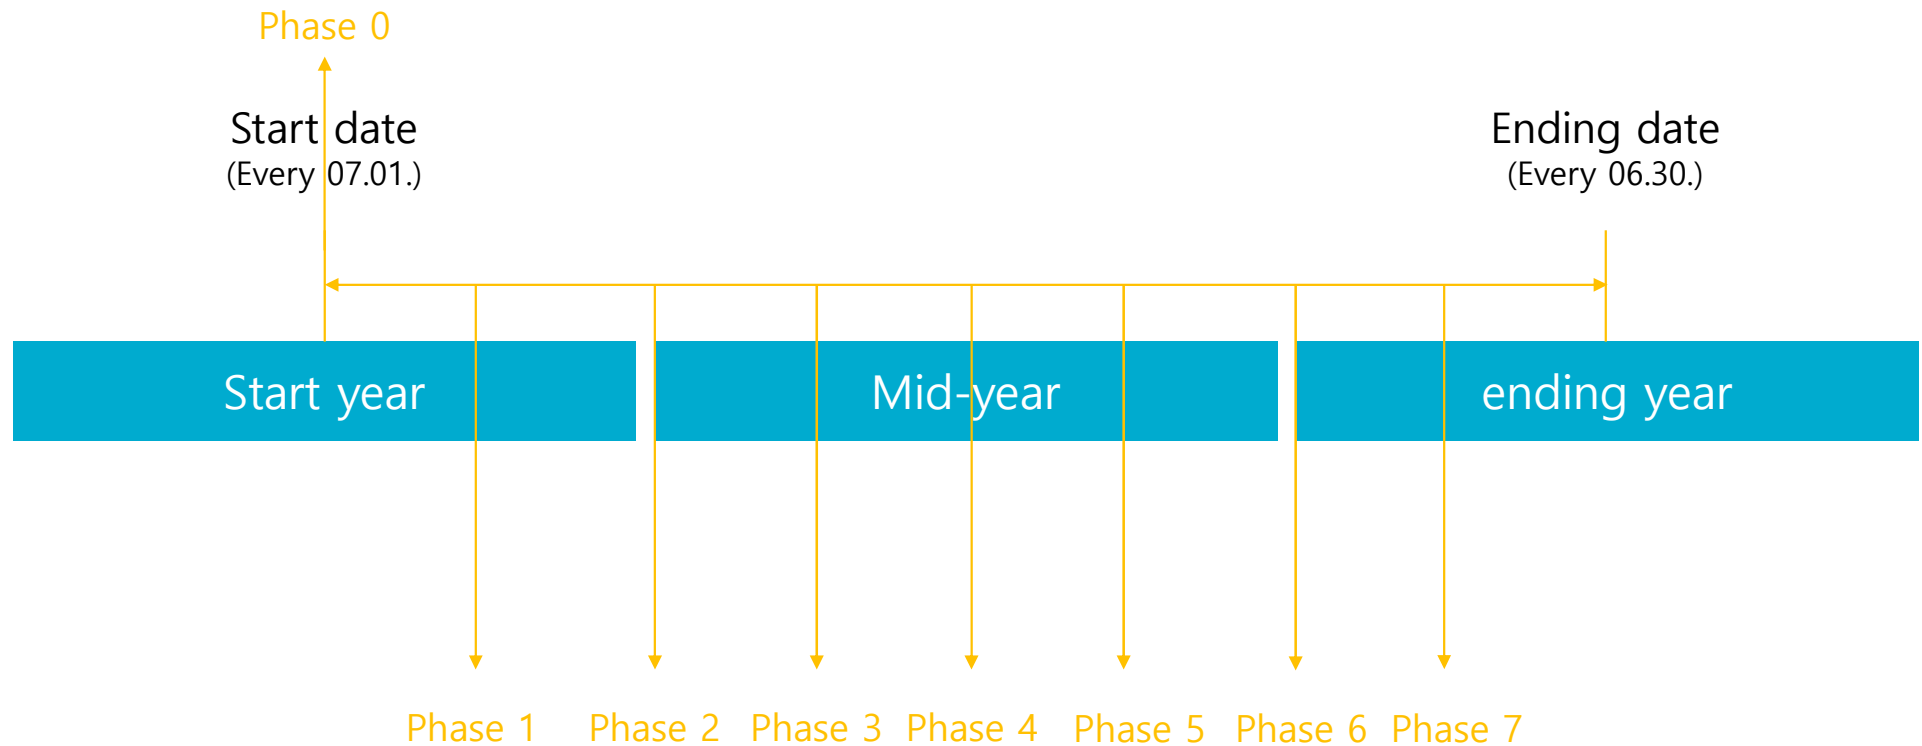 Phase 0
Start date
(Every 07.01.)
Ending date
(Every 06.30.)
Start year
Mid-year
ending year
Phase 1
Phase 2
Phase 3
Phase 4
Phase 5
Phase 6
Phase 7